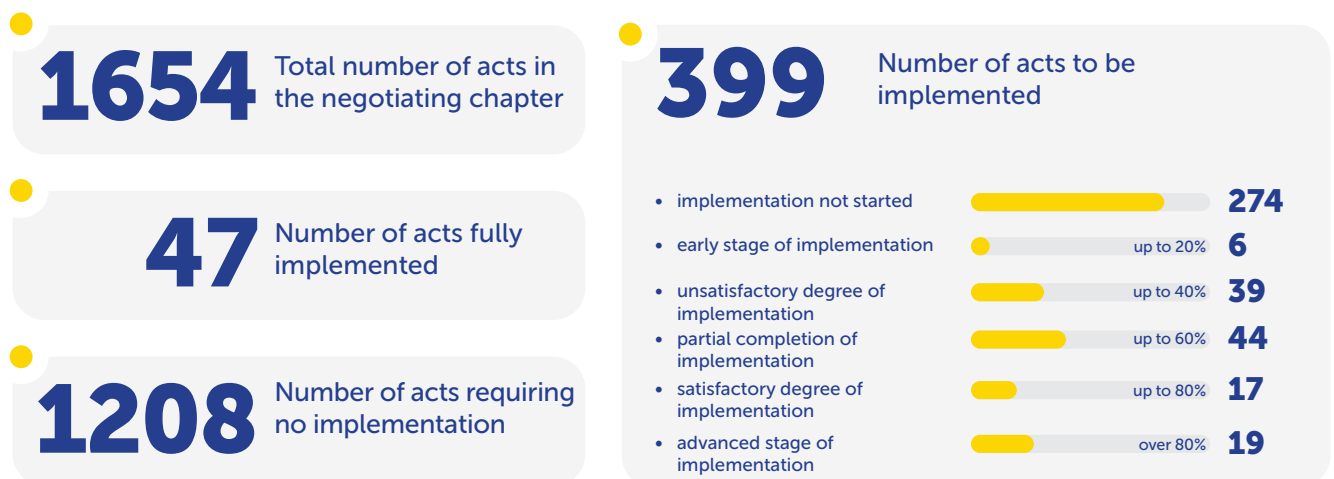 1654
Total number of acts in
the negotiating chapter
47
Number of acts fully
implemented
1208
Number of acts requiring
no implementation
399
Number of acts to be
implemented
• implementation not started 274
• early stage of implementation up to 20% 6
• unsatisfactory degree of
implementation up to 40% 39
• partial completion of
implementation up to 60% 44
• satisfactory degree of
implementation up to 80% 17
• advanced stage of
implementation over 80% 19